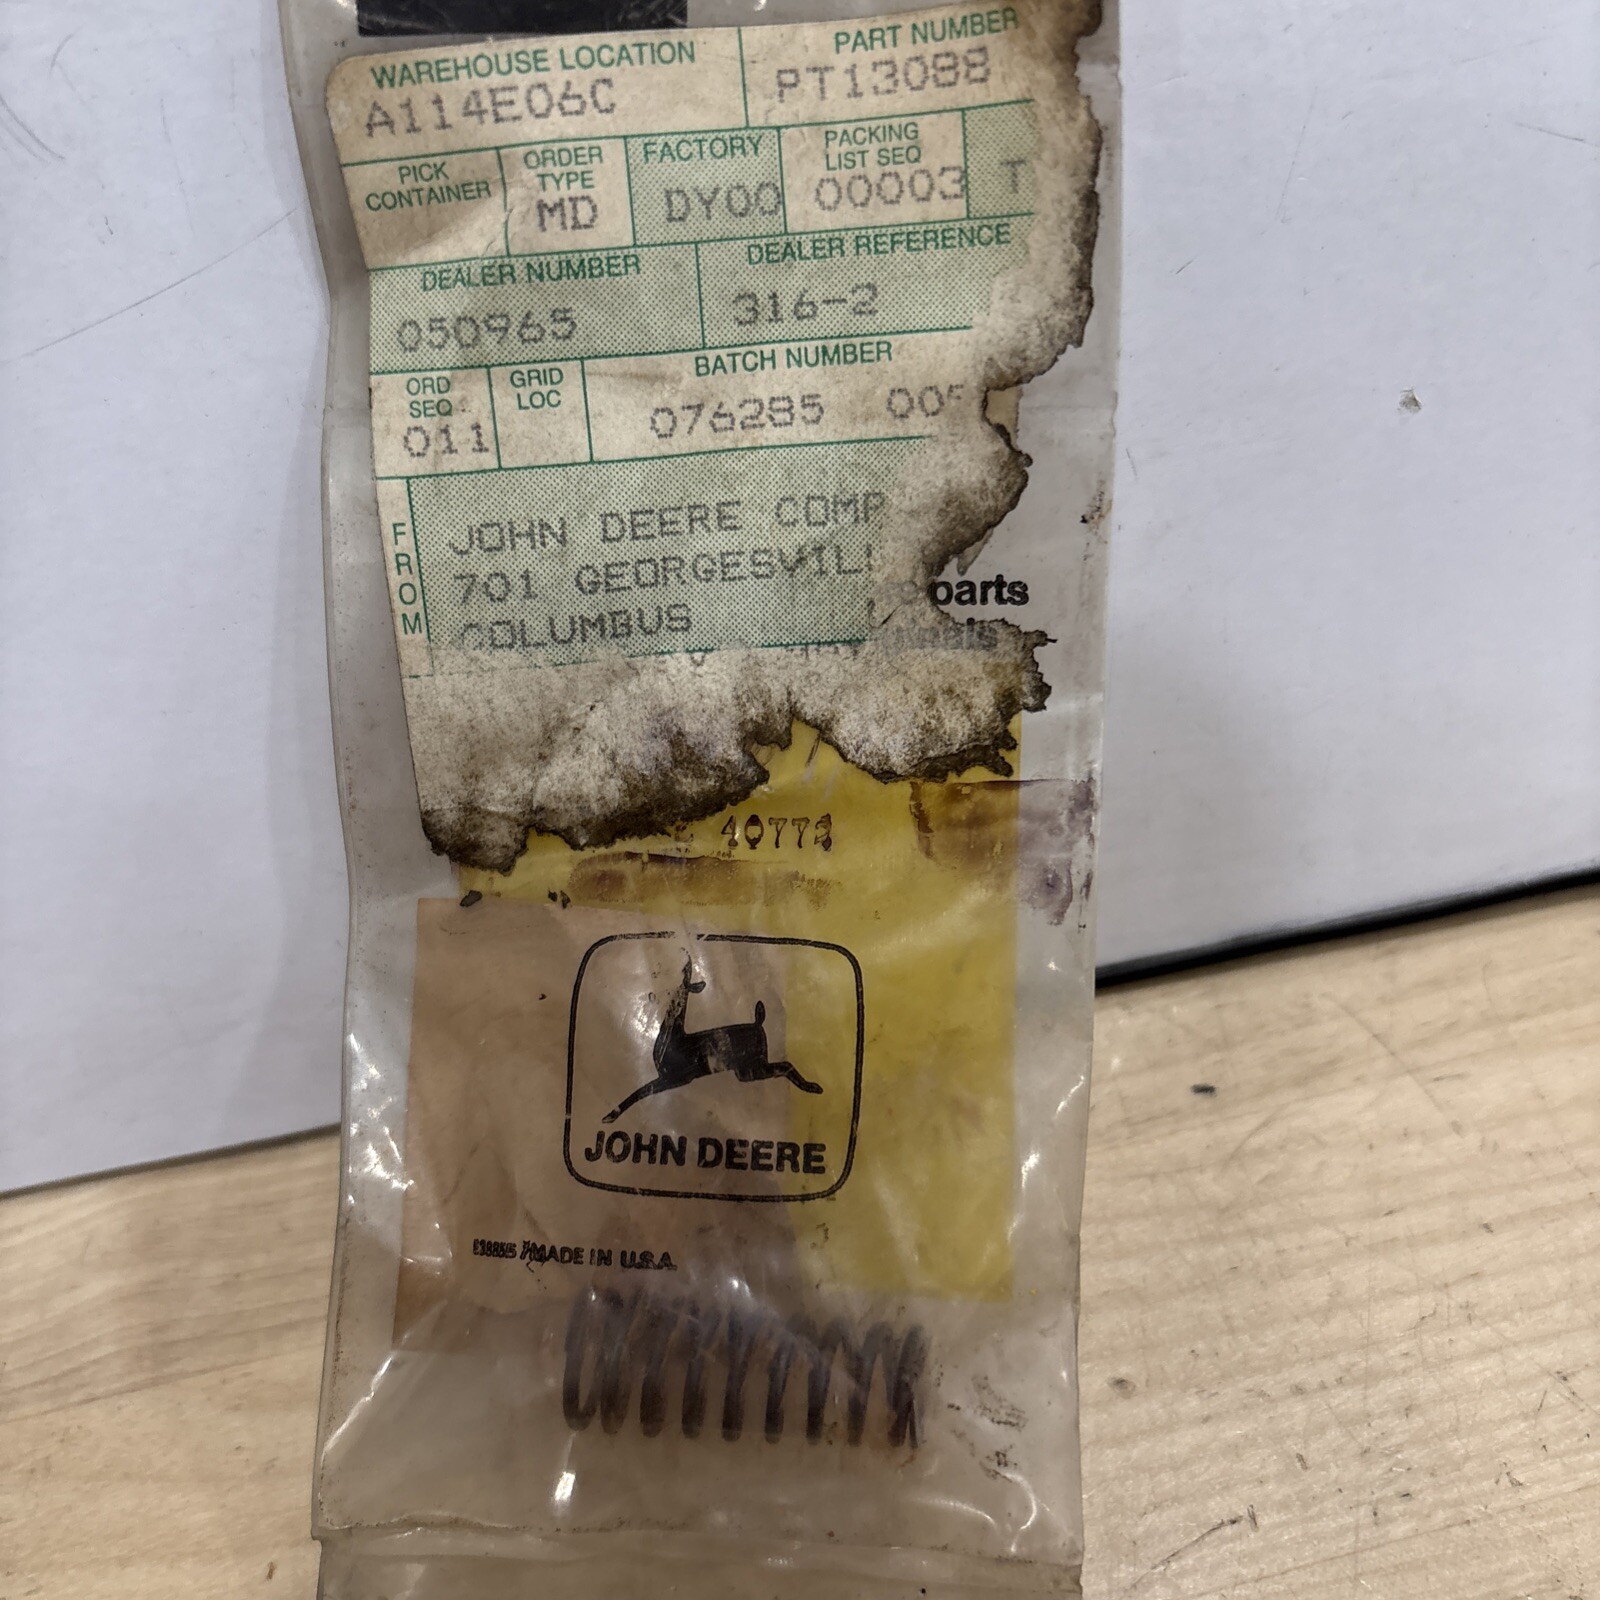 WAREHOUSE LOCATION
A114E06C
PART NUMBER
PT13088
PICK
CONTAINER
ORDER
TYPE
MD
FACTORY
DY00
PACKING
LIST SEQ
00003
T
DEALER NUMBER
050965
DEALER REFERENCE
316-2
ORD
SEQ
011
GRID
LOC
BATCH NUMBER
076285 00
FROM
JOHN DEERE COMP
701 GEORGESVIL
COLUMBUS
parts
JOHN DEERE
MADE IN U.S.A.